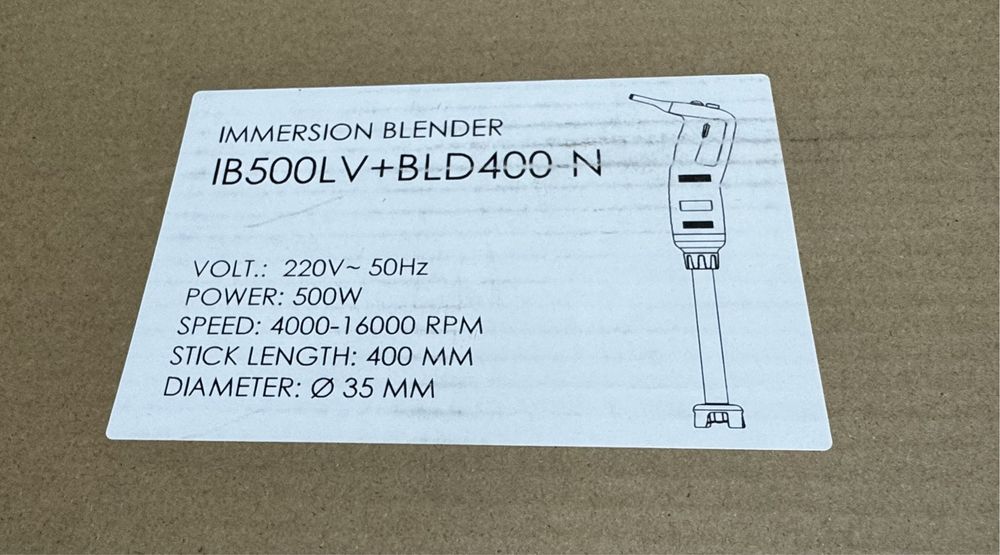 IMMERSION BLENDER
IB500LV+BLD400-N
VOLT.: 220V~ 50Hz
POWER: 500W
SPEED: 4000-16000 RPM
STICK LENGTH: 400 MM
DIAMETER: Ø 35 MM